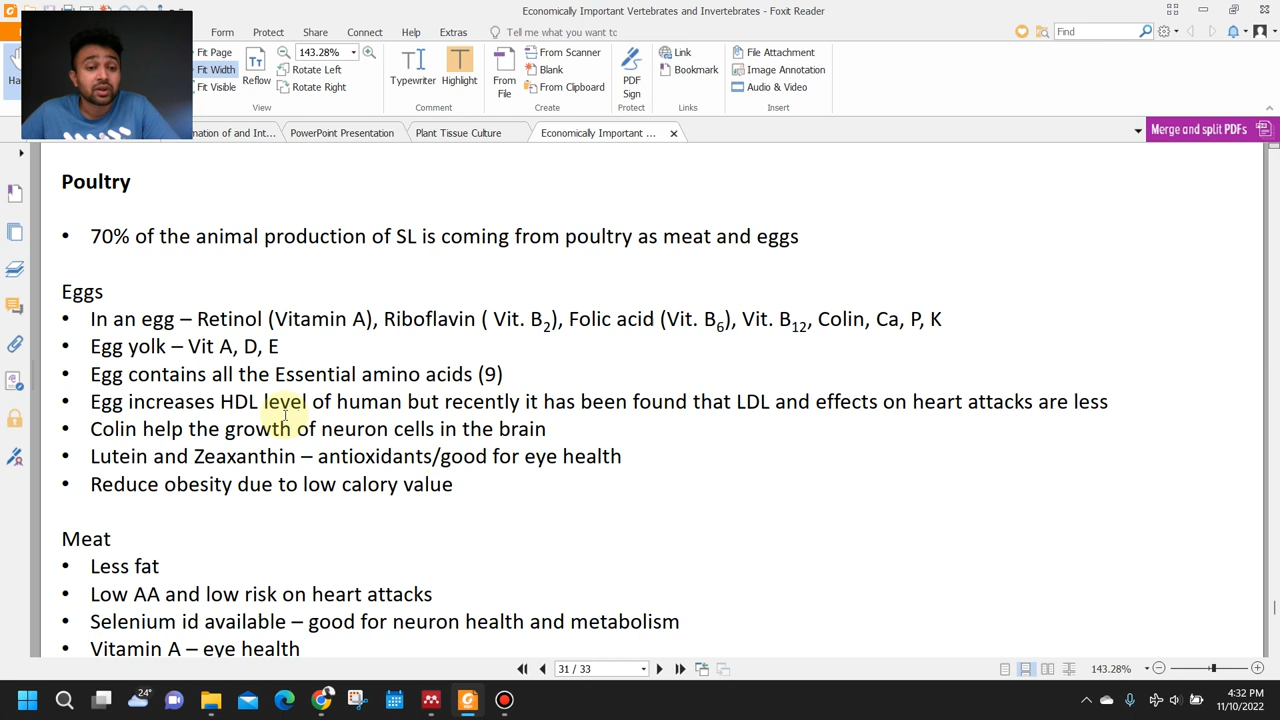 Economically Important Vertebrates and Invertebrates - Foxit Reader
Form Protect Share Connect Help Extras Tell me what you want tc Find
Fit Page 143.28% From Scanner Link File Attachment
Fit Width Rotate Left Blank Bookmark Image Annotation
Fit Visible Rotate Right From Clipboard Audio & Video
Reflow Typewriter Highlight From File PDF Sign
View Comment Create Protect Links Insert
PowerPoint Presentation Plant Tissue Culture Economically Important ... Merge and split PDFs
Poultry
• 70% of the animal production of SL is coming from poultry as meat and eggs
Eggs
• In an egg – Retinol (Vitamin A), Riboflavin ( Vit. B2), Folic acid (Vit. B6), Vit. B12, Colin, Ca, P, K
• Egg yolk – Vit A, D, E
• Egg contains all the Essential amino acids (9)
• Egg increases HDL level of human but recently it has been found that LDL and effects on heart attacks are less
• Colin help the growth of neuron cells in the brain
• Lutein and Zeaxanthin – antioxidants/good for eye health
• Reduce obesity due to low calory value
Meat
• Less fat
• Low AA and low risk on heart attacks
• Selenium id available – good for neuron health and metabolism
• Vitamin A – eye health
31 / 33 143.28%
24°
4:32 PM
11/10/2022